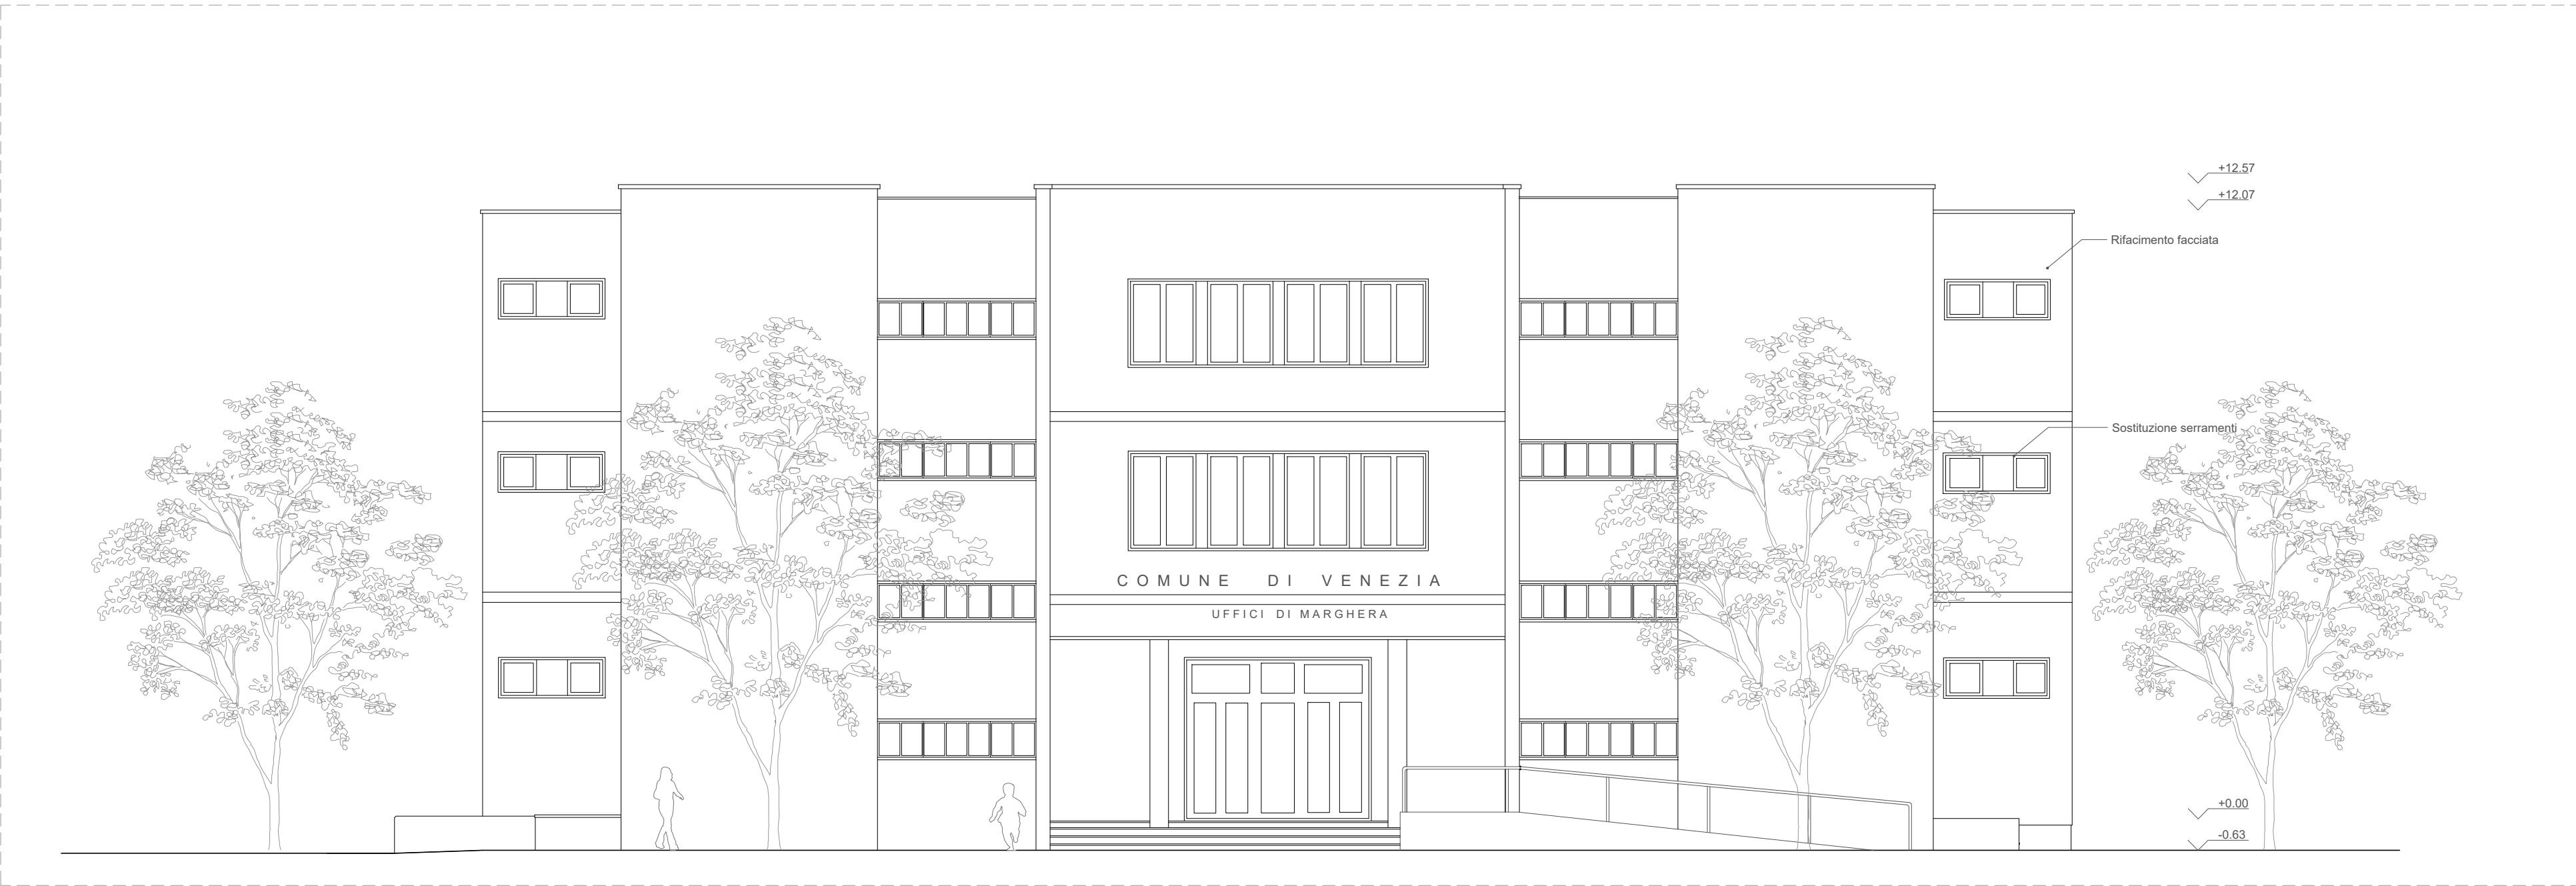 +12.57
+12.07
Rifacimento facciata
Sostituzione serramenti
COMUNE DI VENEZIA
UFFICI DI MARGHERA
+0.00
-0.63